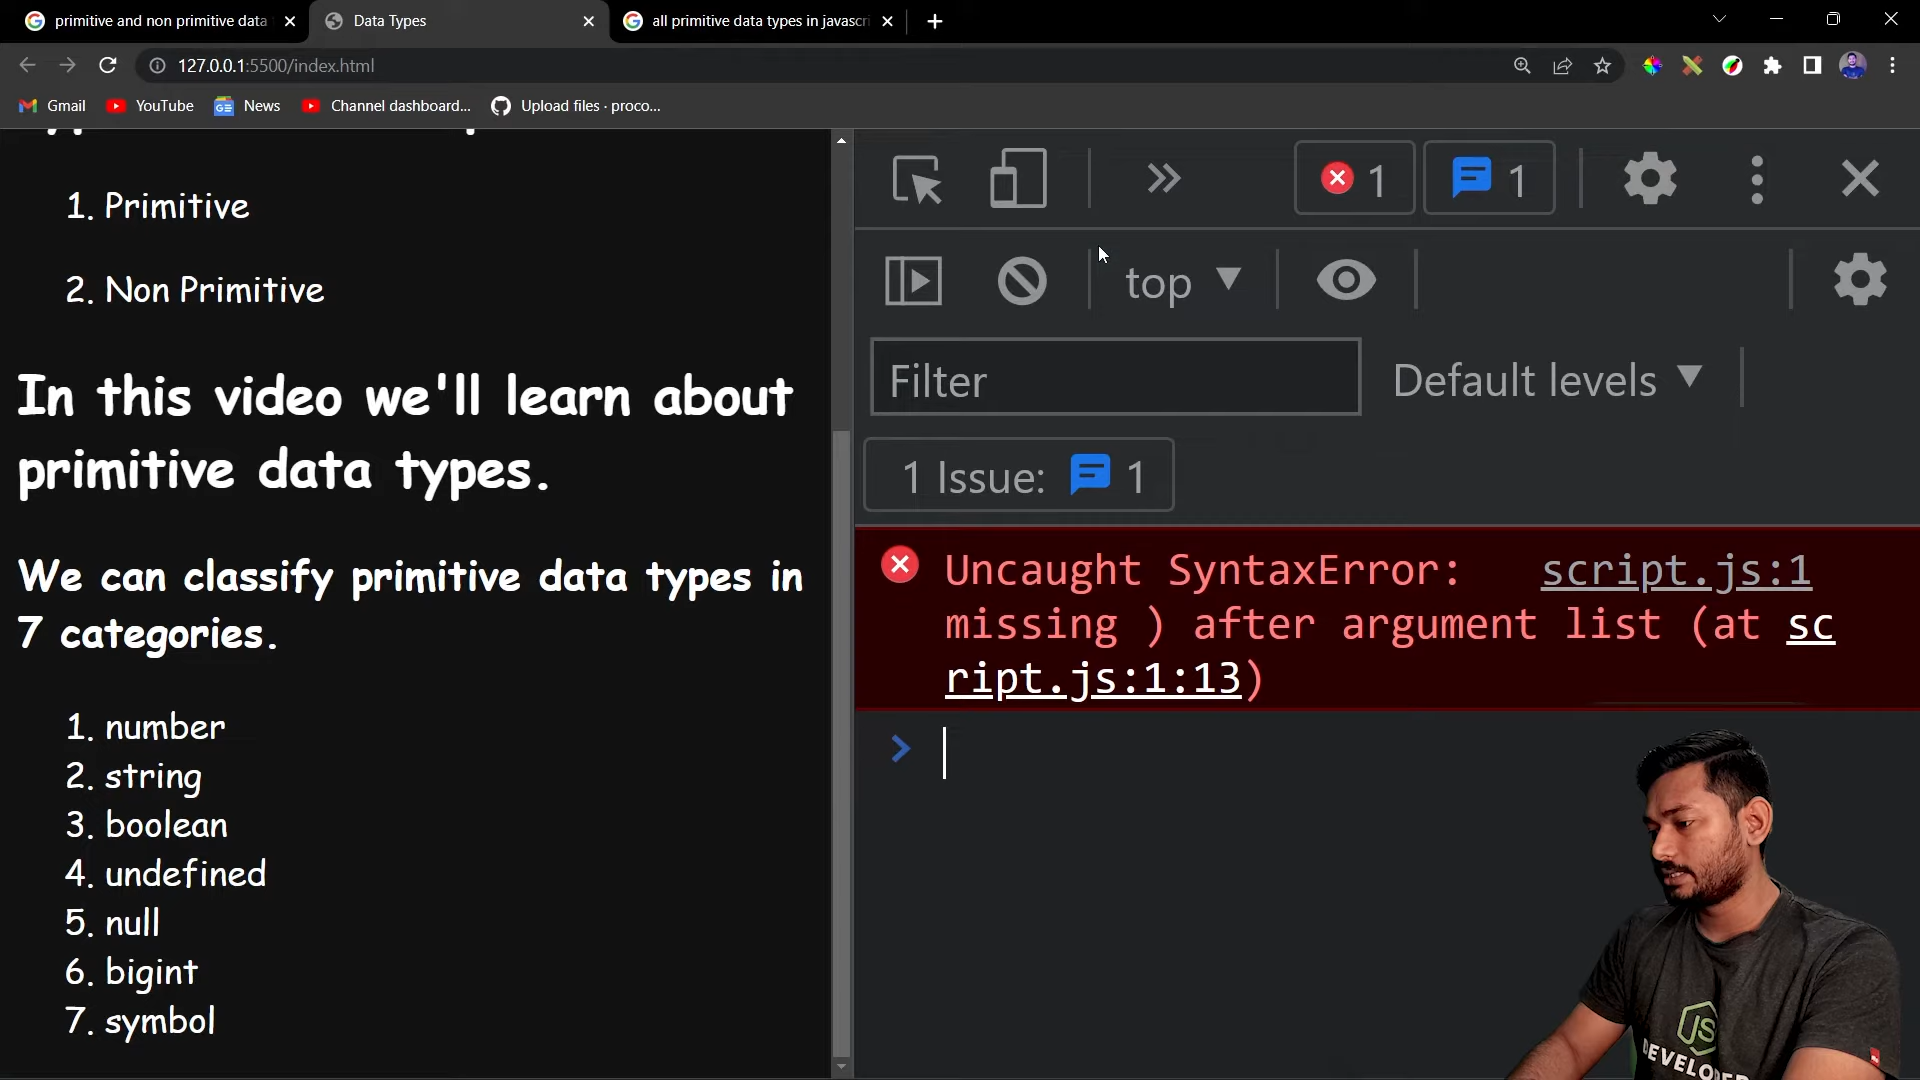 primitive and non primitive data
Data Types
all primitive data types in javascri
127.0.0.1:5500/index.html
Gmail
YouTube
News
Channel dashboard...
Upload files · proco...
1. Primitive
2. Non Primitive
In this video we'll learn about
primitive data types.
We can classify primitive data types in
7 categories.
1. number
2. string
3. boolean
4. undefined
5. null
6. bigint
7. symbol
1
1
top
Filter
Default levels
1 Issue: 1
Uncaught SyntaxError: script.js:1
missing ) after argument list (at sc
ript.js:1:13)
JS
DEVELOPER